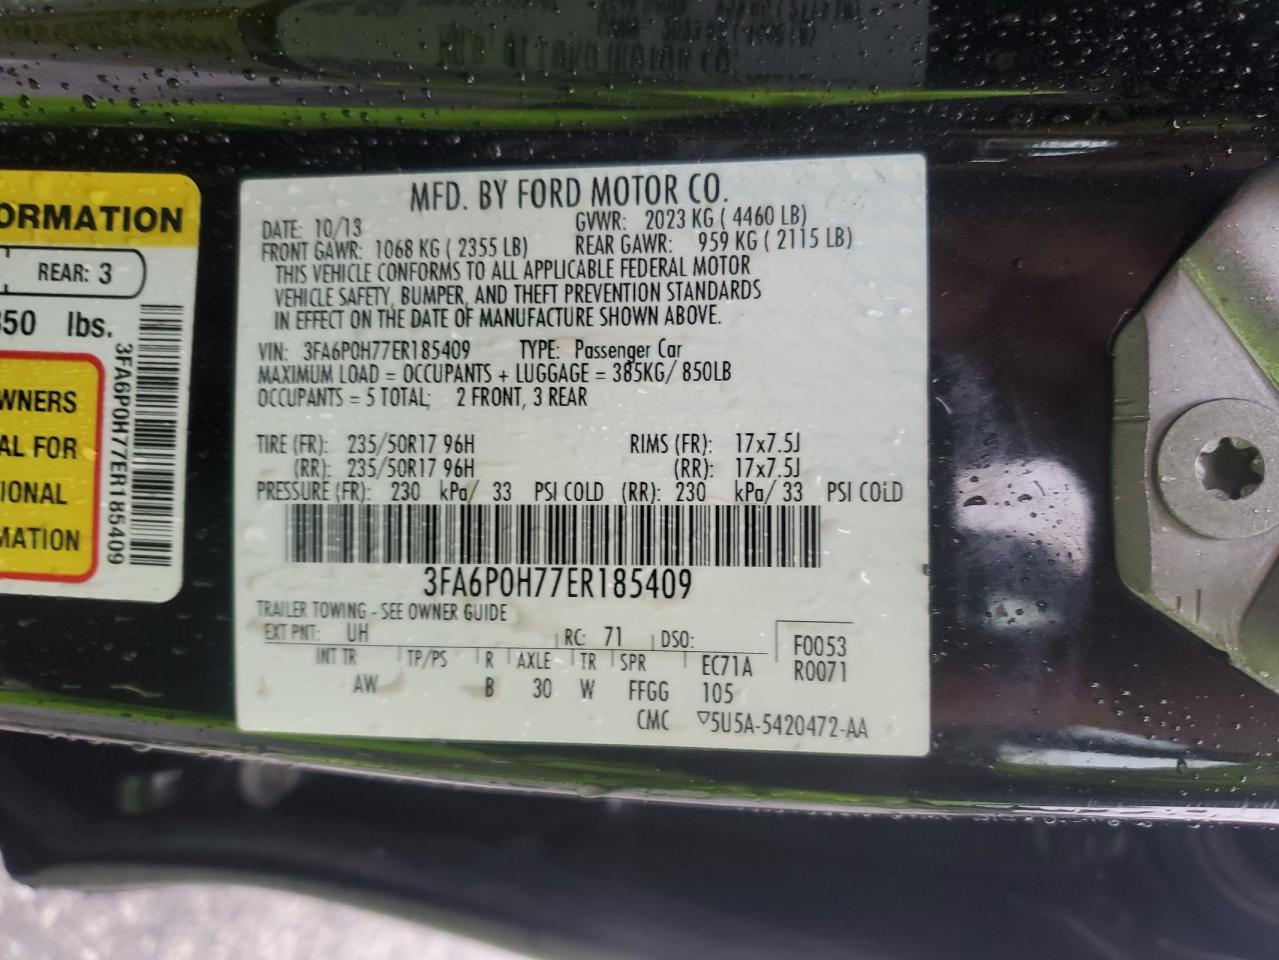 MFD. BY FORD MOTOR CO.
DATE: 10/13 GVWR: 2023 KG ( 4460 LB)
FRONT GAWR: 1068 KG ( 2355 LB) REAR GAWR: 959 KG ( 2115 LB)
THIS VEHICLE CONFORMS TO ALL APPLICABLE FEDERAL MOTOR
VEHICLE SAFETY, BUMPER, AND THEFT PREVENTION STANDARDS
IN EFFECT ON THE DATE OF MANUFACTURE SHOWN ABOVE.
VIN: 3FA6P0H77ER185409 TYPE: Passenger Car
MAXIMUM LOAD = OCCUPANTS + LUGGAGE = 385KG/ 850LB
OCCUPANTS = 5 TOTAL; 2 FRONT, 3 REAR
TIRE (FR): 235/50R17 96H RIMS (FR): 17x7.5J
(RR): 235/50R17 96H (RR): 17x7.5J
PRESSURE (FR): 230 kPa/ 33 PSI COLD (RR): 230 kPa/ 33 PSI COLD
3FA6P0H77ER185409
TRAILER TOWING - SEE OWNER GUIDE
EXT PNT: UH RC: 71 DSO: F0053
INT TR TP/PS R AXLE TR SPR EC71A R0071
AW B 30 W FFGG 105
CMC ▽5U5A-5420472-AA
ORMATION
REAR: 3
850 lbs.
WNERS
AL FOR
IONAL
MATION
3FA6P0H77ER185409